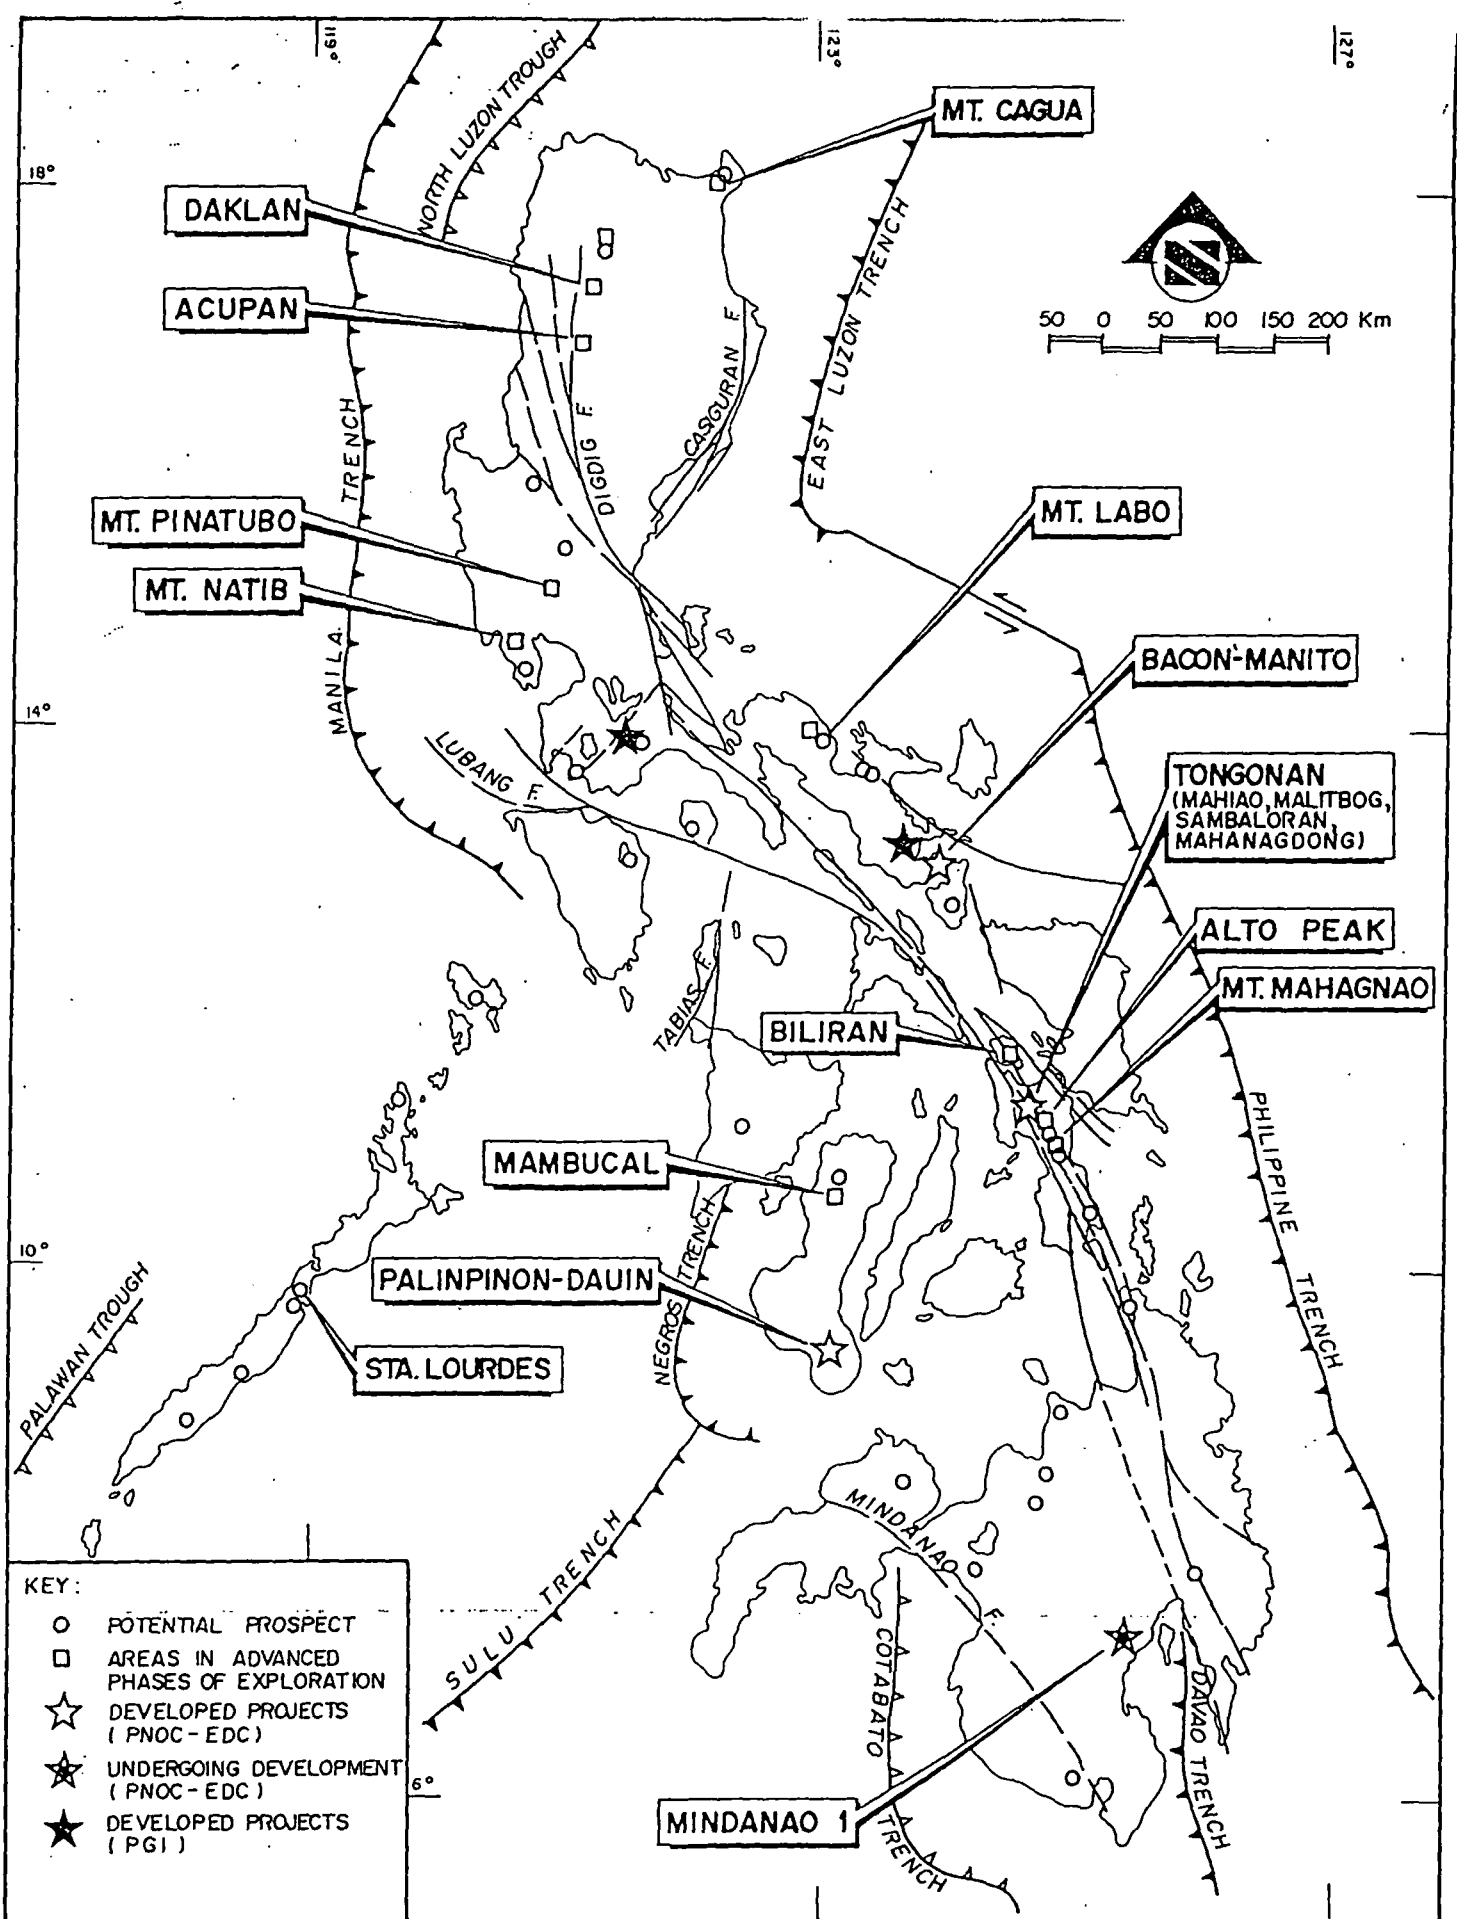 119°
123°
127°
NORTH LUZON TROUGH
MT. CAGUA
18°
DAKLAN
ACUPAN
EAST LUZON TRENCH
50 0 50 100 150 200 Km
CASIGURAN F.
DIGDIG F.
MANILA TRENCH
MT. PINATUBO
MT. LABO
MT. NATIB
BACON-MANITO
14°
LUBANG F.
TONGONAN
(MAHIAO, MALITBOG,
SAMBALORAN,
MAHANAGDONG)
ALTO PEAK
MT. MAHAGNAO
TABIAS F.
BILIRAN
PHILIPPINE TRENCH
MAMBUCAL
10°
PALINPINON-DAUIN
NEGROS TRENCH
PALAWAN TROUGH
STA. LOURDES
MINDANAO F.
SULU TRENCH
COTABATO TRENCH
DAVAO TRENCH
MINDANAO 1
6°
KEY:
POTENTIAL PROSPECT
AREAS IN ADVANCED
PHASES OF EXPLORATION
DEVELOPED PROJECTS
(PNOC-EDC)
UNDERGOING DEVELOPMENT
(PNOC-EDC)
DEVELOPED PROJECTS
(PGI)